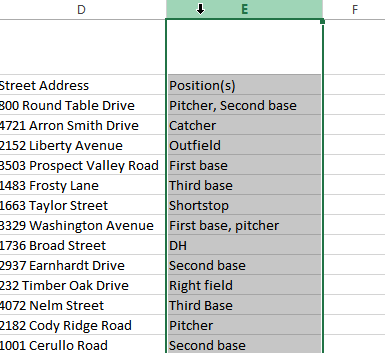 D E F
Street Address Position(s)
800 Round Table Drive Pitcher, Second base
4721 Arron Smith Drive Catcher
2152 Liberty Avenue Outfield
3503 Prospect Valley Road First base
1483 Frosty Lane Third base
1663 Taylor Street Shortstop
3329 Washington Avenue First base, pitcher
1736 Broad Street DH
2937 Earnhardt Drive Second base
232 Timber Oak Drive Right field
4072 Nelm Street Third Base
2182 Cody Ridge Road Pitcher
1001 Cerullo Road Second base